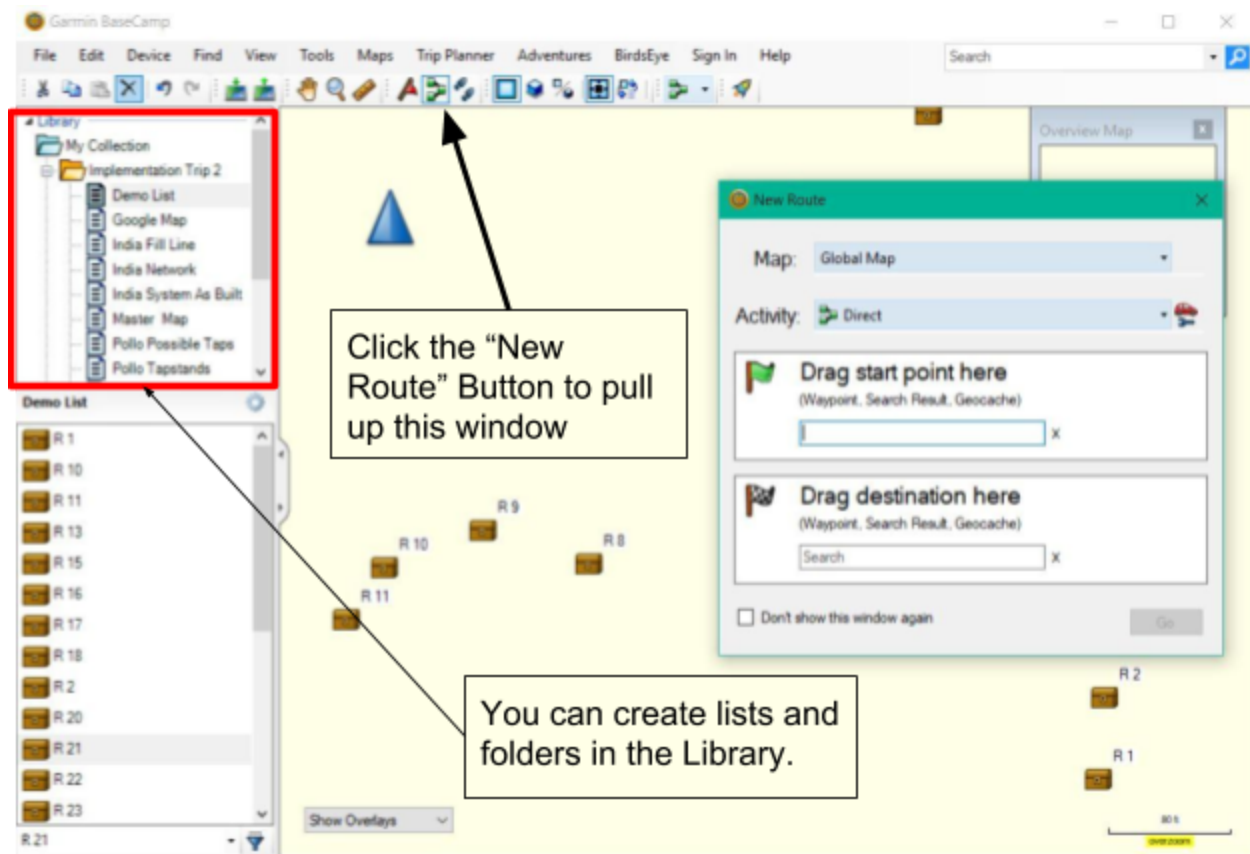 Garmin BaseCamp
File Edit Device Find View Tools Maps Trip Planner Adventures BirdsEye Sign In Help Search
Library
My Collection
Implementation Trip 2
Demo List
Google Map
India Fill Line
India Network
India System As Built
Master Map
Pollo Possible Taps
Pollo Tapstands
Demo List
R 1
R 10
R 11
R 13
R 15
R 16
R 17
R 18
R 2
R 20
R 21
R 22
R 23
R 21
Overview Map
New Route
Map: Global Map
Activity: Direct
Drag start point here
(Waypoint, Search Result, Geocache)
X
Drag destination here
(Waypoint, Search Result, Geocache)
Search X
Don't show this window again Go
Click the “New
Route” Button to pull
up this window
R 9
R 10
R 8
R 11
You can create lists and
folders in the Library.
R 2
R 1
Show Overlays
80 ft
overzoom